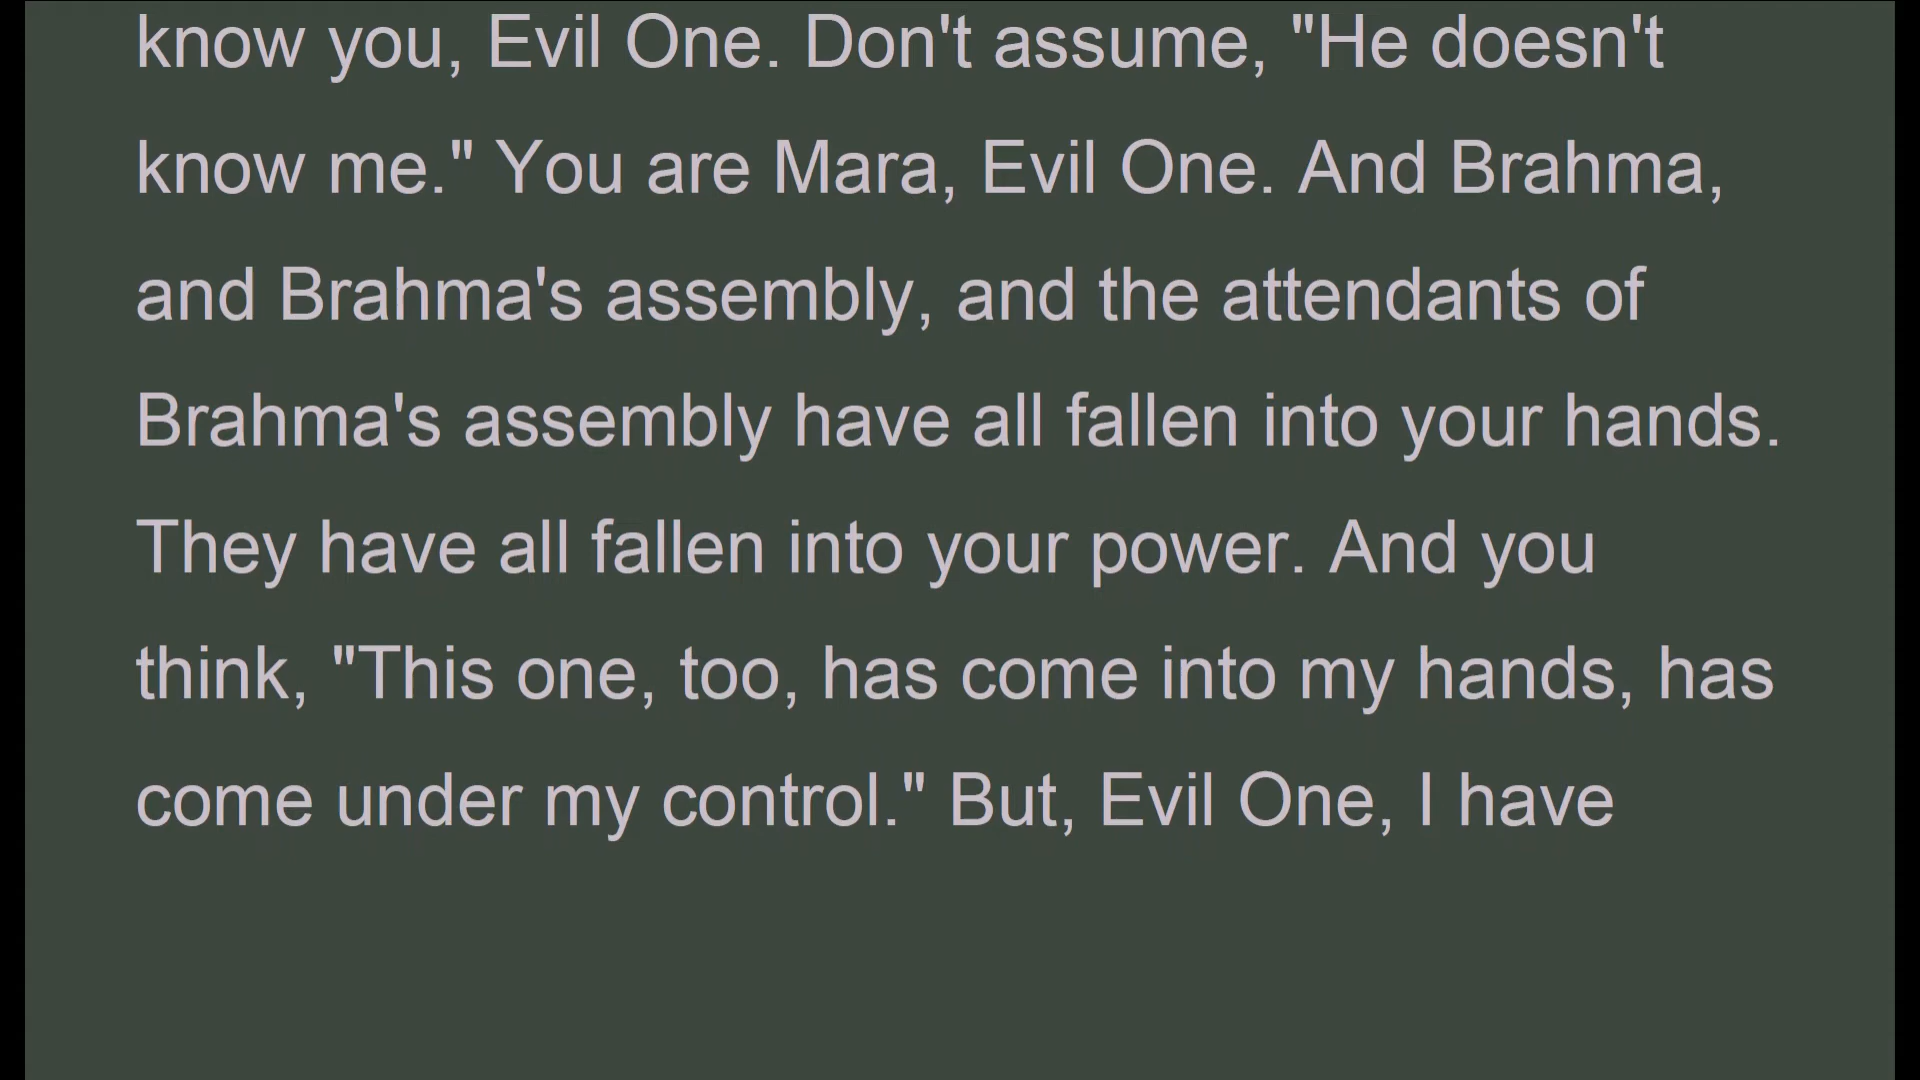 know you, Evil One. Don't assume, "He doesn't
know me." You are Mara, Evil One. And Brahma,
and Brahma's assembly, and the attendants of
Brahma's assembly have all fallen into your hands.
They have all fallen into your power. And you
think, "This one, too, has come into my hands, has
come under my control." But, Evil One, I have